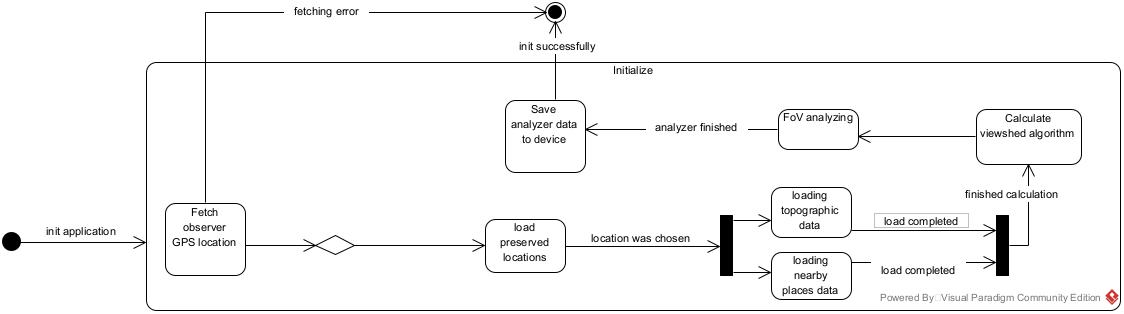 fetching error
init successfully
Initialize
Save
analyzer data
to device
analyzer finished
FoV analyzing
Calculate
viewshed algorithm
finished calculation
init application
Fetch
observer
GPS location
load
preserved
locations
location was chosen
loading
topographic
data
load completed
loading
nearby
places data
load completed
Powered By Visual Paradigm Community Edition